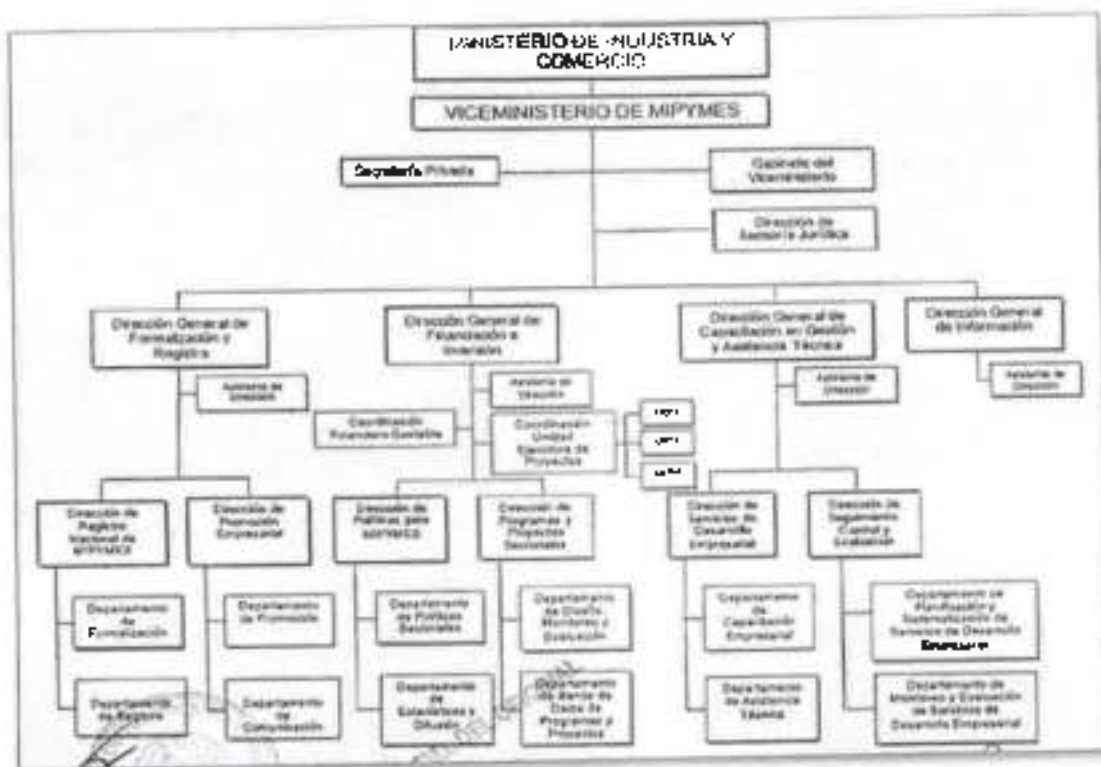 MINISTERIO DE INDUSTRIA Y
COMERCIO
VICEMINISTERIO DE MIPYMES
Secretaría Privada
Gabinete del
Viceministerio
Dirección de
Asesoría Jurídica
Dirección General de
Formalización y
Registro
Dirección General de
Financiación e
Inversión
Dirección General de
Capacitación en Gestión
y Asistencia Técnica
Dirección General
de Información
Asistente de
Dirección
Asistente de
Dirección
Asistente de
Dirección
Asistente de
Dirección
Coordinación
Coordinación
Unidad
Ejecutora de
Proyectos
Dirección de
Registro
Nacional de
MIPYMES
Dirección de
Promoción
Empresarial
Dirección de
Políticas para
MIPYMES
Dirección de
Programas y
Proyectos
Sectoriales
Dirección de
Servicios de
Desarrollo
Empresarial
Dirección de
Seguimiento
Control y
Evaluación
Departamento
de
Formalización
Departamento
de Promoción
Departamento
de Políticas
Sectoriales
Departamento
de Diseño
Monitoreo y
Evaluación
Departamento
de
Capacitación
Empresarial
Departamento de
Planificación y
Sistematización de
Servicios de Desarrollo
Empresarial
Departamento
de Registro
Departamento
de
Comunicación
Departamento
de
Estadísticas y
Difusión
Departamento
de Banco de
Datos de
Programas y
Proyectos
Departamento
de Asistencia
Técnica
Departamento de
Monitoreo y Evaluación
de Servicios de
Desarrollo Empresarial